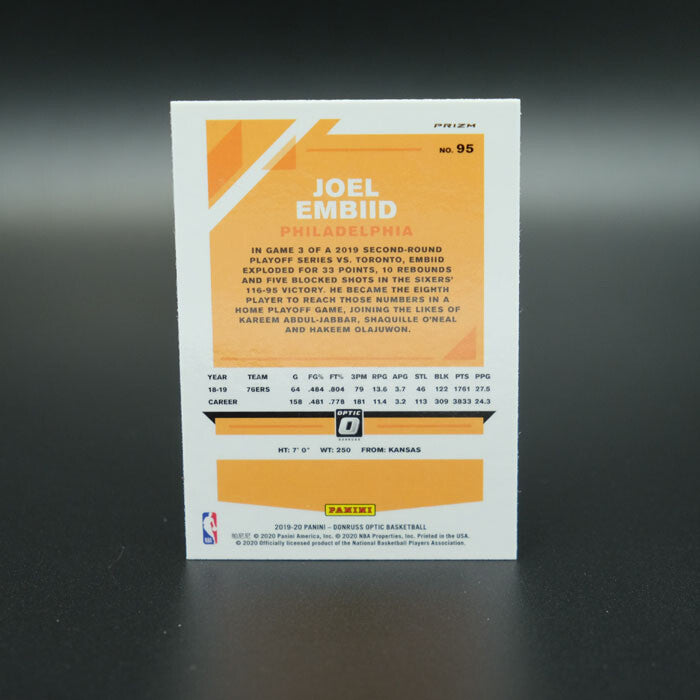 PRIZM
NO. 95
JOEL
EMBIID
PHILADELPHIA
IN GAME 3 OF A 2019 SECOND-ROUND
PLAYOFF SERIES VS. TORONTO, EMBIID
EXPLODED FOR 33 POINTS, 10 REBOUNDS
AND FIVE BLOCKED SHOTS IN THE SIXERS'
116-95 VICTORY. HE BECAME THE EIGHTH
PLAYER TO REACH THOSE NUMBERS IN A
HOME PLAYOFF GAME, JOINING THE LIKES OF
KAREEM ABDUL-JABBAR, SHAQUILLE O'NEAL
AND HAKEEM OLAJUWON.
YEAR TEAM G FG% FT% 3PM RPG APG STL BLK PTS PPG
18-19 76ERS 64 .484 .804 79 13.6 3.7 46 122 1761 27.5
CAREER 158 .481 .778 181 11.4 3.2 113 309 3833 24.3
OPTIC
O
DONRUSS
HT: 7' 0" WT: 250 FROM: KANSAS
PANINI
2019-20 PANINI – DONRUSS OPTIC BASKETBALL
© 2020 Panini America, Inc. © 2020 NBA Properties, Inc. Printed in the USA.
© 2020 Officially licensed product of the National Basketball Players Association.